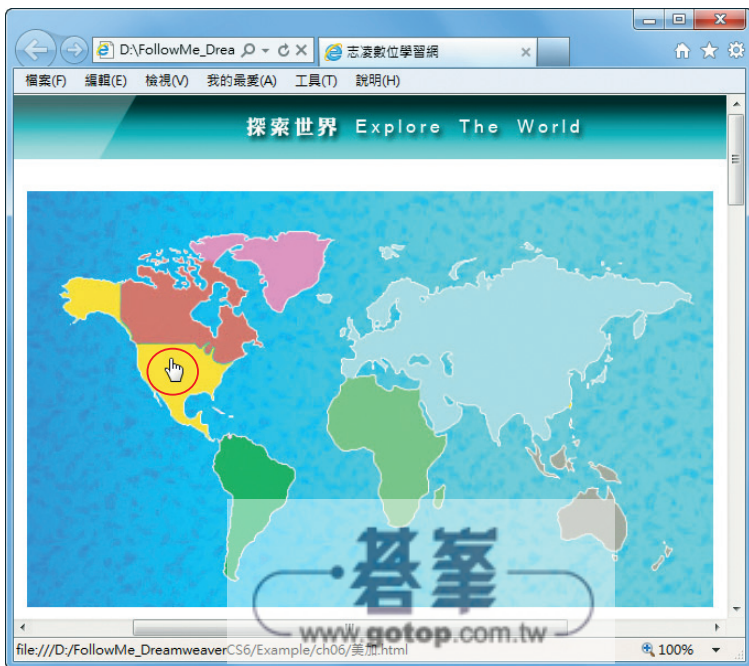 D:\FollowMe_Drea
志凌數位學習網
檔案(F) 編輯(E) 檢視(V) 我的最愛(A) 工具(T) 說明(H)
探索世界 Explore The World
碁峯
www.gotop.com.tw
file:///D:/FollowMe_DreamweaverCS6/Example/ch06/美加.html
100%